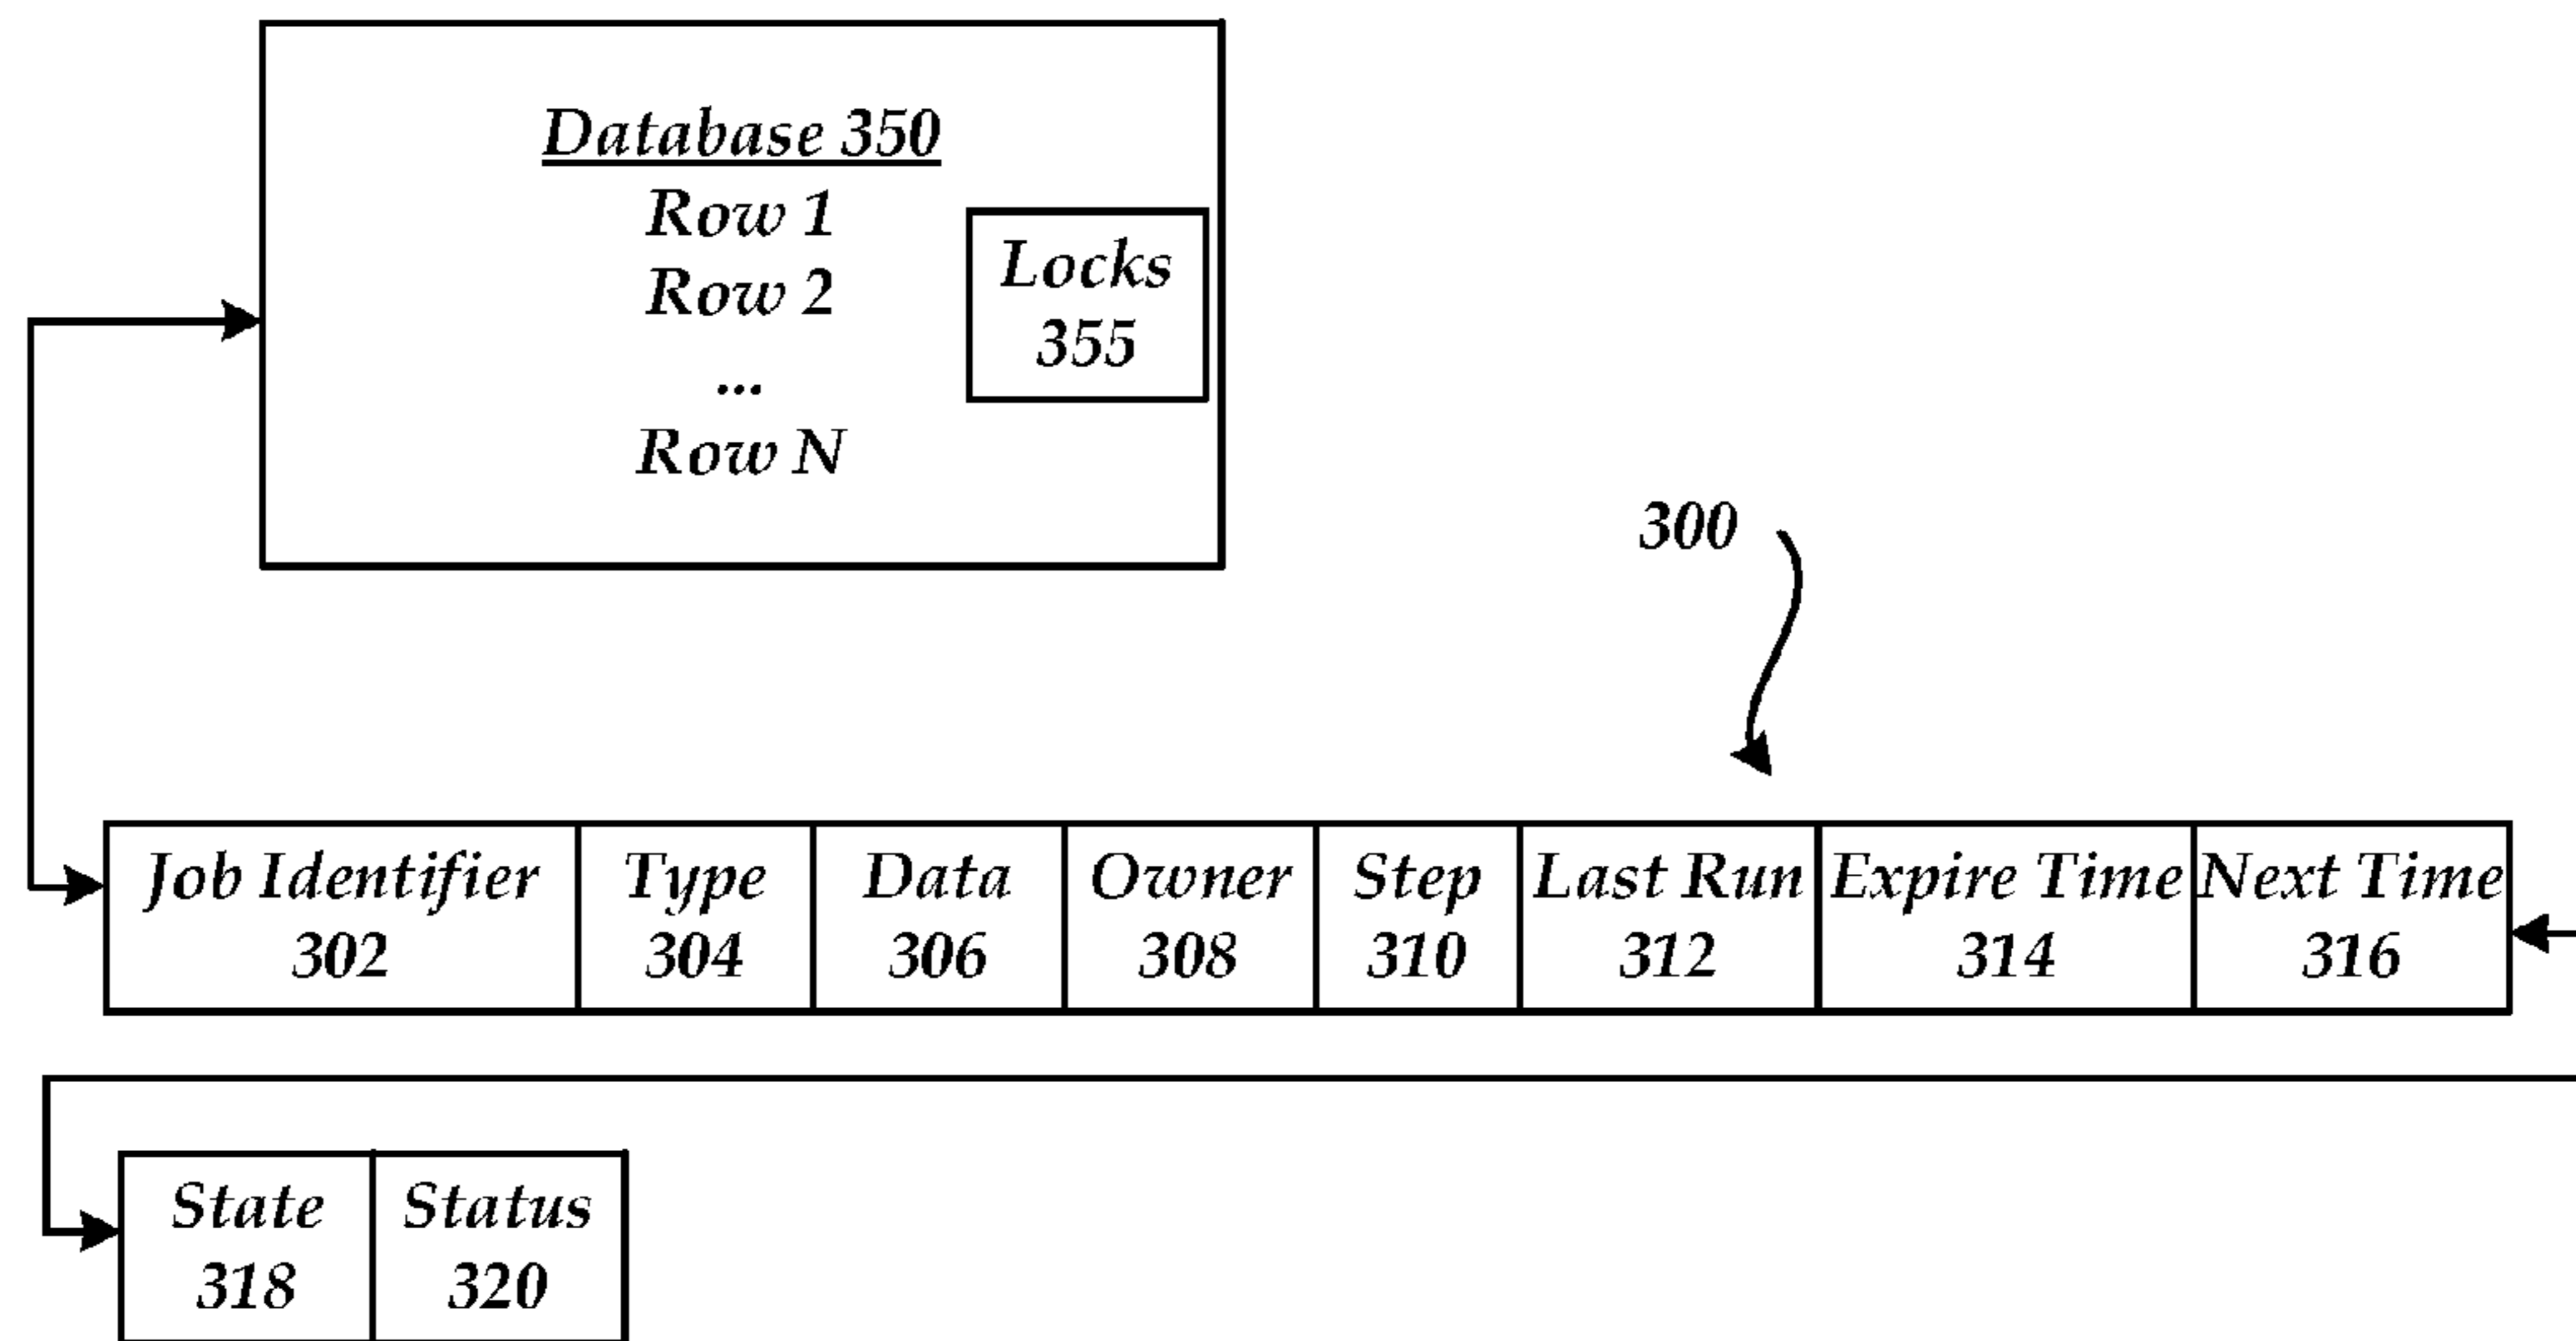 Database 350
Row 1
Row 2
...
Row N
Locks
355
300
Job Identifier
302
Type
304
Data
306
Owner
308
Step
310
Last Run
312
Expire Time
314
Next Time
316
State
318
Status
320